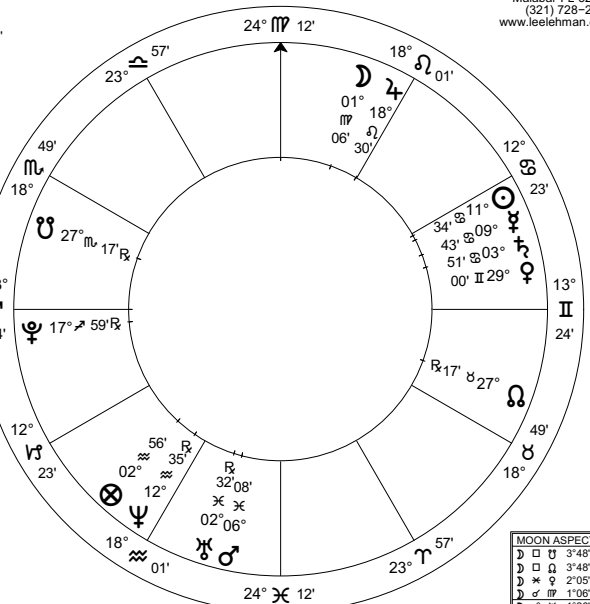 (321) 728-2
www.leelehman.
24° ♍ 12'
23° ♎ 57'
18° ♌ 01'
☽ ♃
01° 18°
♍ ♌
06' 30'
49'
♏
18°
12°
♋
23'
☉
34' ♋ 11°
☿
43' ♋ 09°
♄
51' ♋ 03°
♀
00' ♊ 29°
☋ 27° ♏ 17' ℞
13°
♊
24'
♇ 17° ♐ 59' ℞
℞ 17' ♉ 27° ☊
12°
♑
23'
49'
♉
18°
56' ♒ 02° ⊗
℞ 35' ♒ 12° ♆
℞ 32' ♓ 02° ♅
08' ♓ 06° ♂
18° ♒ 01'
23° ♈ 57'
24° ♓ 12'
MOON ASPECT
☽ □ ☋ 3°48'
☽ □ ☊ 3°48'
☽ ⚹ ♀ 2°05'
☽ ☌ ♍ 1°06'